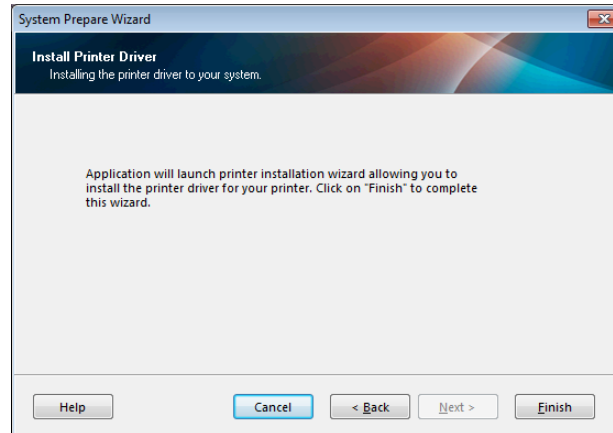 System Prepare Wizard
Install Printer Driver
Installing the printer driver to your system.
Application will launch printer installation wizard allowing you to
install the printer driver for your printer. Click on "Finish" to complete
this wizard.
Help Cancel < Back Next > Finish